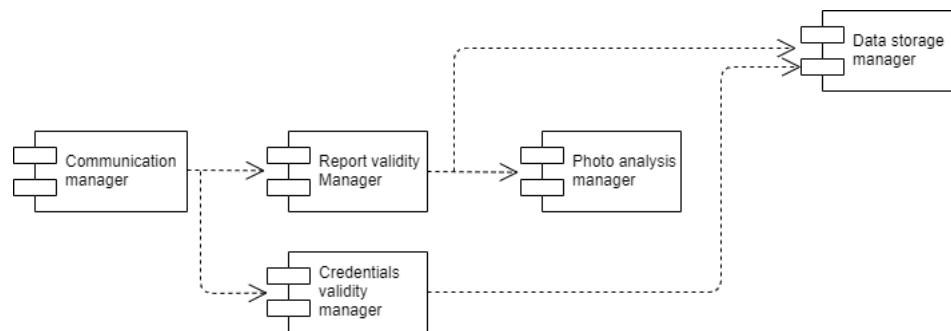 Data storage
manager
Communication
manager
Report validity
Manager
Photo analysis
manager
Credentials
validity
manager